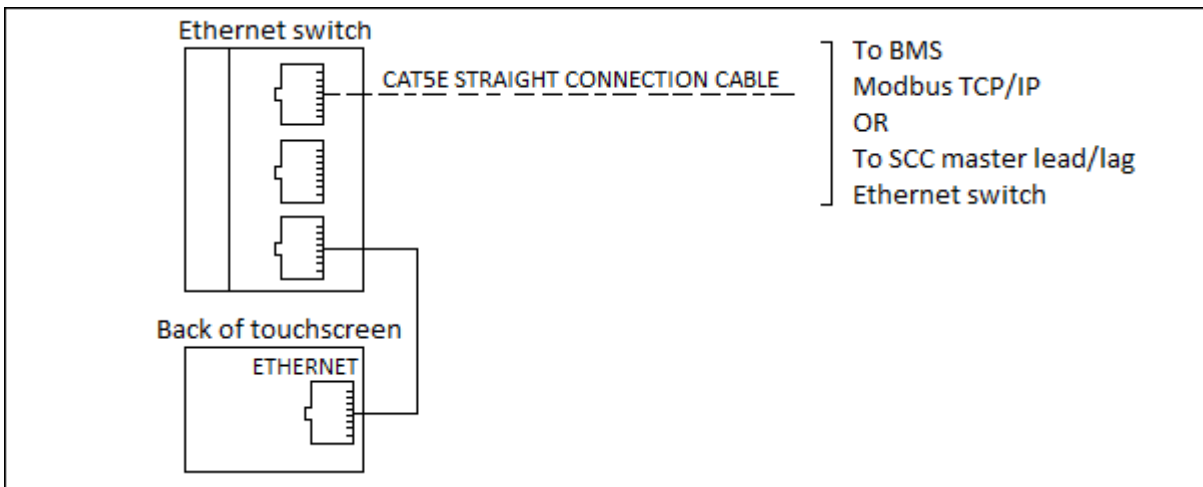 Ethernet switch
CAT5E STRAIGHT CONNECTION CABLE
To BMS
Modbus TCP/IP
OR
To SCC master lead/lag
Ethernet switch
Back of touchscreen
ETHERNET